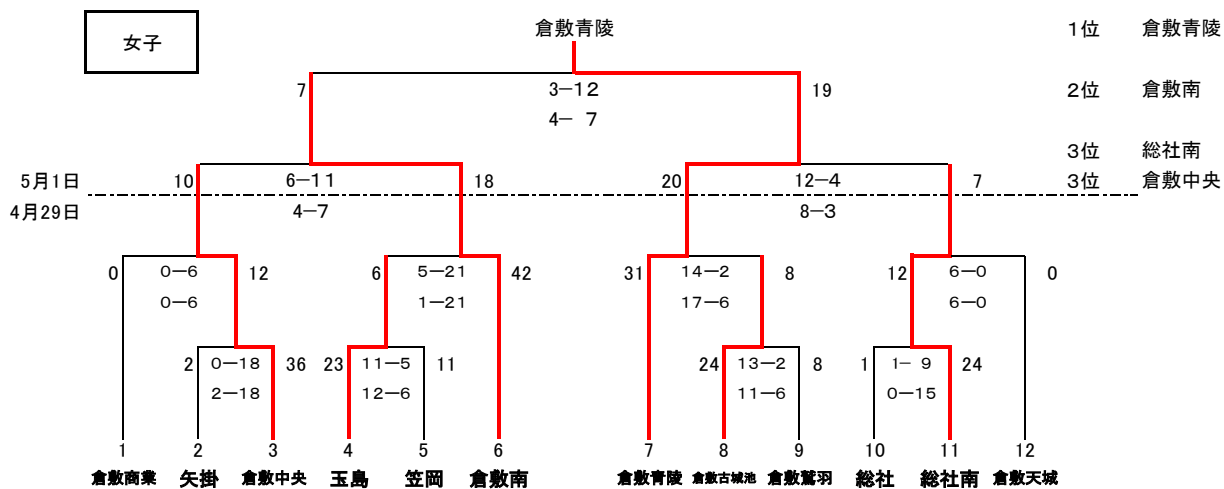 倉敷青陵
女子
1位 倉敷青陵
7 3－12 19
2位 倉敷南
4－ 7
3位 総社南
5月1日 10 6－11 18 20 12－4 7 3位 倉敷中央
4月29日 4－7 8－3
0 0－6 12 6 5－21 42 31 14－2 8 12 6－0 0
0－6 1－21 17－6 6－0
2 0－18 36 23 11－5 11 24 13－2 8 1 1－ 9 24
2－18 12－6 11－6 0－15
1 2 3 4 5 6 7 8 9 10 11 12
倉敷商業 矢掛 倉敷中央 玉島 笠岡 倉敷南 倉敷青陵 倉敷古城池 倉敷鷲羽 総社 総社南 倉敷天城